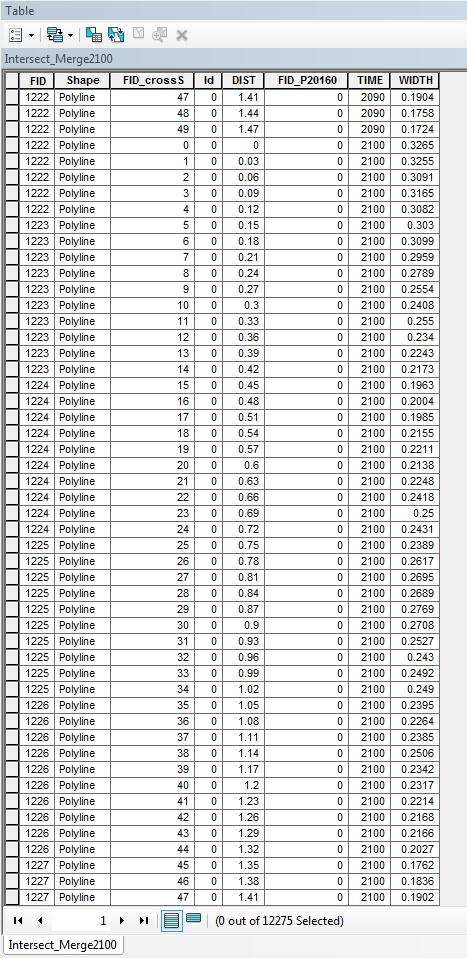 Table
Intersect_Merge2100
FID Shape FID_crossS Id DIST FID_P20160 TIME WIDTH
1222 Polyline 47 0 1.41 0 2090 0.1904
1222 Polyline 48 0 1.44 0 2090 0.1758
1222 Polyline 49 0 1.47 0 2090 0.1724
1222 Polyline 0 0 0 0 2100 0.3265
1222 Polyline 1 0 0.03 0 2100 0.3255
1222 Polyline 2 0 0.06 0 2100 0.3091
1222 Polyline 3 0 0.09 0 2100 0.3165
1222 Polyline 4 0 0.12 0 2100 0.3082
1223 Polyline 5 0 0.15 0 2100 0.303
1223 Polyline 6 0 0.18 0 2100 0.3099
1223 Polyline 7 0 0.21 0 2100 0.2959
1223 Polyline 8 0 0.24 0 2100 0.2789
1223 Polyline 9 0 0.27 0 2100 0.2554
1223 Polyline 10 0 0.3 0 2100 0.2408
1223 Polyline 11 0 0.33 0 2100 0.255
1223 Polyline 12 0 0.36 0 2100 0.234
1223 Polyline 13 0 0.39 0 2100 0.2243
1223 Polyline 14 0 0.42 0 2100 0.2173
1224 Polyline 15 0 0.45 0 2100 0.1963
1224 Polyline 16 0 0.48 0 2100 0.2004
1224 Polyline 17 0 0.51 0 2100 0.1985
1224 Polyline 18 0 0.54 0 2100 0.2155
1224 Polyline 19 0 0.57 0 2100 0.2211
1224 Polyline 20 0 0.6 0 2100 0.2138
1224 Polyline 21 0 0.63 0 2100 0.2248
1224 Polyline 22 0 0.66 0 2100 0.2418
1224 Polyline 23 0 0.69 0 2100 0.25
1224 Polyline 24 0 0.72 0 2100 0.2431
1225 Polyline 25 0 0.75 0 2100 0.2389
1225 Polyline 26 0 0.78 0 2100 0.2617
1225 Polyline 27 0 0.81 0 2100 0.2695
1225 Polyline 28 0 0.84 0 2100 0.2689
1225 Polyline 29 0 0.87 0 2100 0.2769
1225 Polyline 30 0 0.9 0 2100 0.2708
1225 Polyline 31 0 0.93 0 2100 0.2527
1225 Polyline 32 0 0.96 0 2100 0.243
1225 Polyline 33 0 0.99 0 2100 0.2492
1225 Polyline 34 0 1.02 0 2100 0.249
1226 Polyline 35 0 1.05 0 2100 0.2395
1226 Polyline 36 0 1.08 0 2100 0.2264
1226 Polyline 37 0 1.11 0 2100 0.2385
1226 Polyline 38 0 1.14 0 2100 0.2506
1226 Polyline 39 0 1.17 0 2100 0.2342
1226 Polyline 40 0 1.2 0 2100 0.2317
1226 Polyline 41 0 1.23 0 2100 0.2214
1226 Polyline 42 0 1.26 0 2100 0.2168
1226 Polyline 43 0 1.29 0 2100 0.2166
1226 Polyline 44 0 1.32 0 2100 0.2027
1227 Polyline 45 0 1.35 0 2100 0.1762
1227 Polyline 46 0 1.38 0 2100 0.1836
1227 Polyline 47 0 1.41 0 2100 0.1902
1 (0 out of 12275 Selected)
Intersect_Merge2100